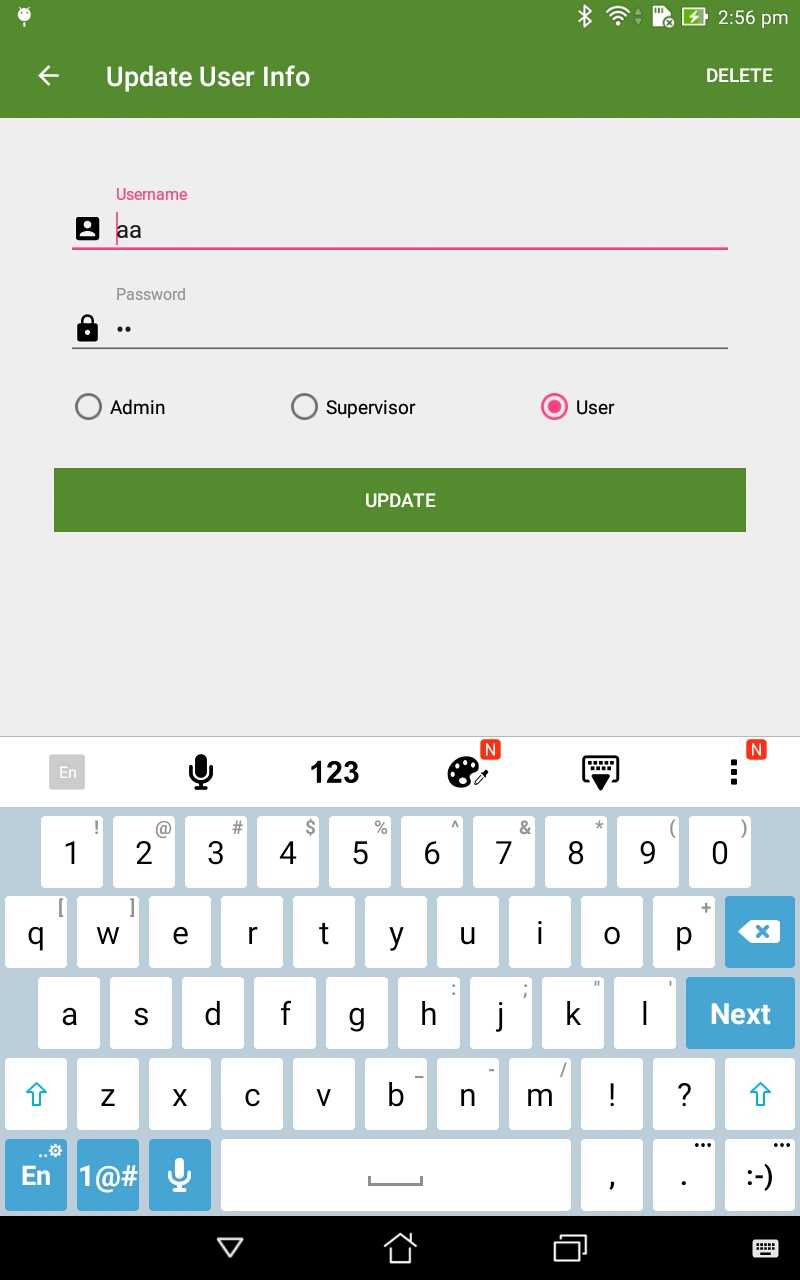 2:56 pm
Update User Info
DELETE
Username
aa
Password
••
Admin
Supervisor
User
UPDATE
En
123
N
N
1 ! 2 @ 3 # 4 $ 5 % 6 ^ 7 & 8 * 9 ( 0 )
q [ w ] e r t y u i o p +
a s d f g h : j ; k " l ' Next
z x c v b _ n - m / ! ?
En 1@# , . ... :-) ...